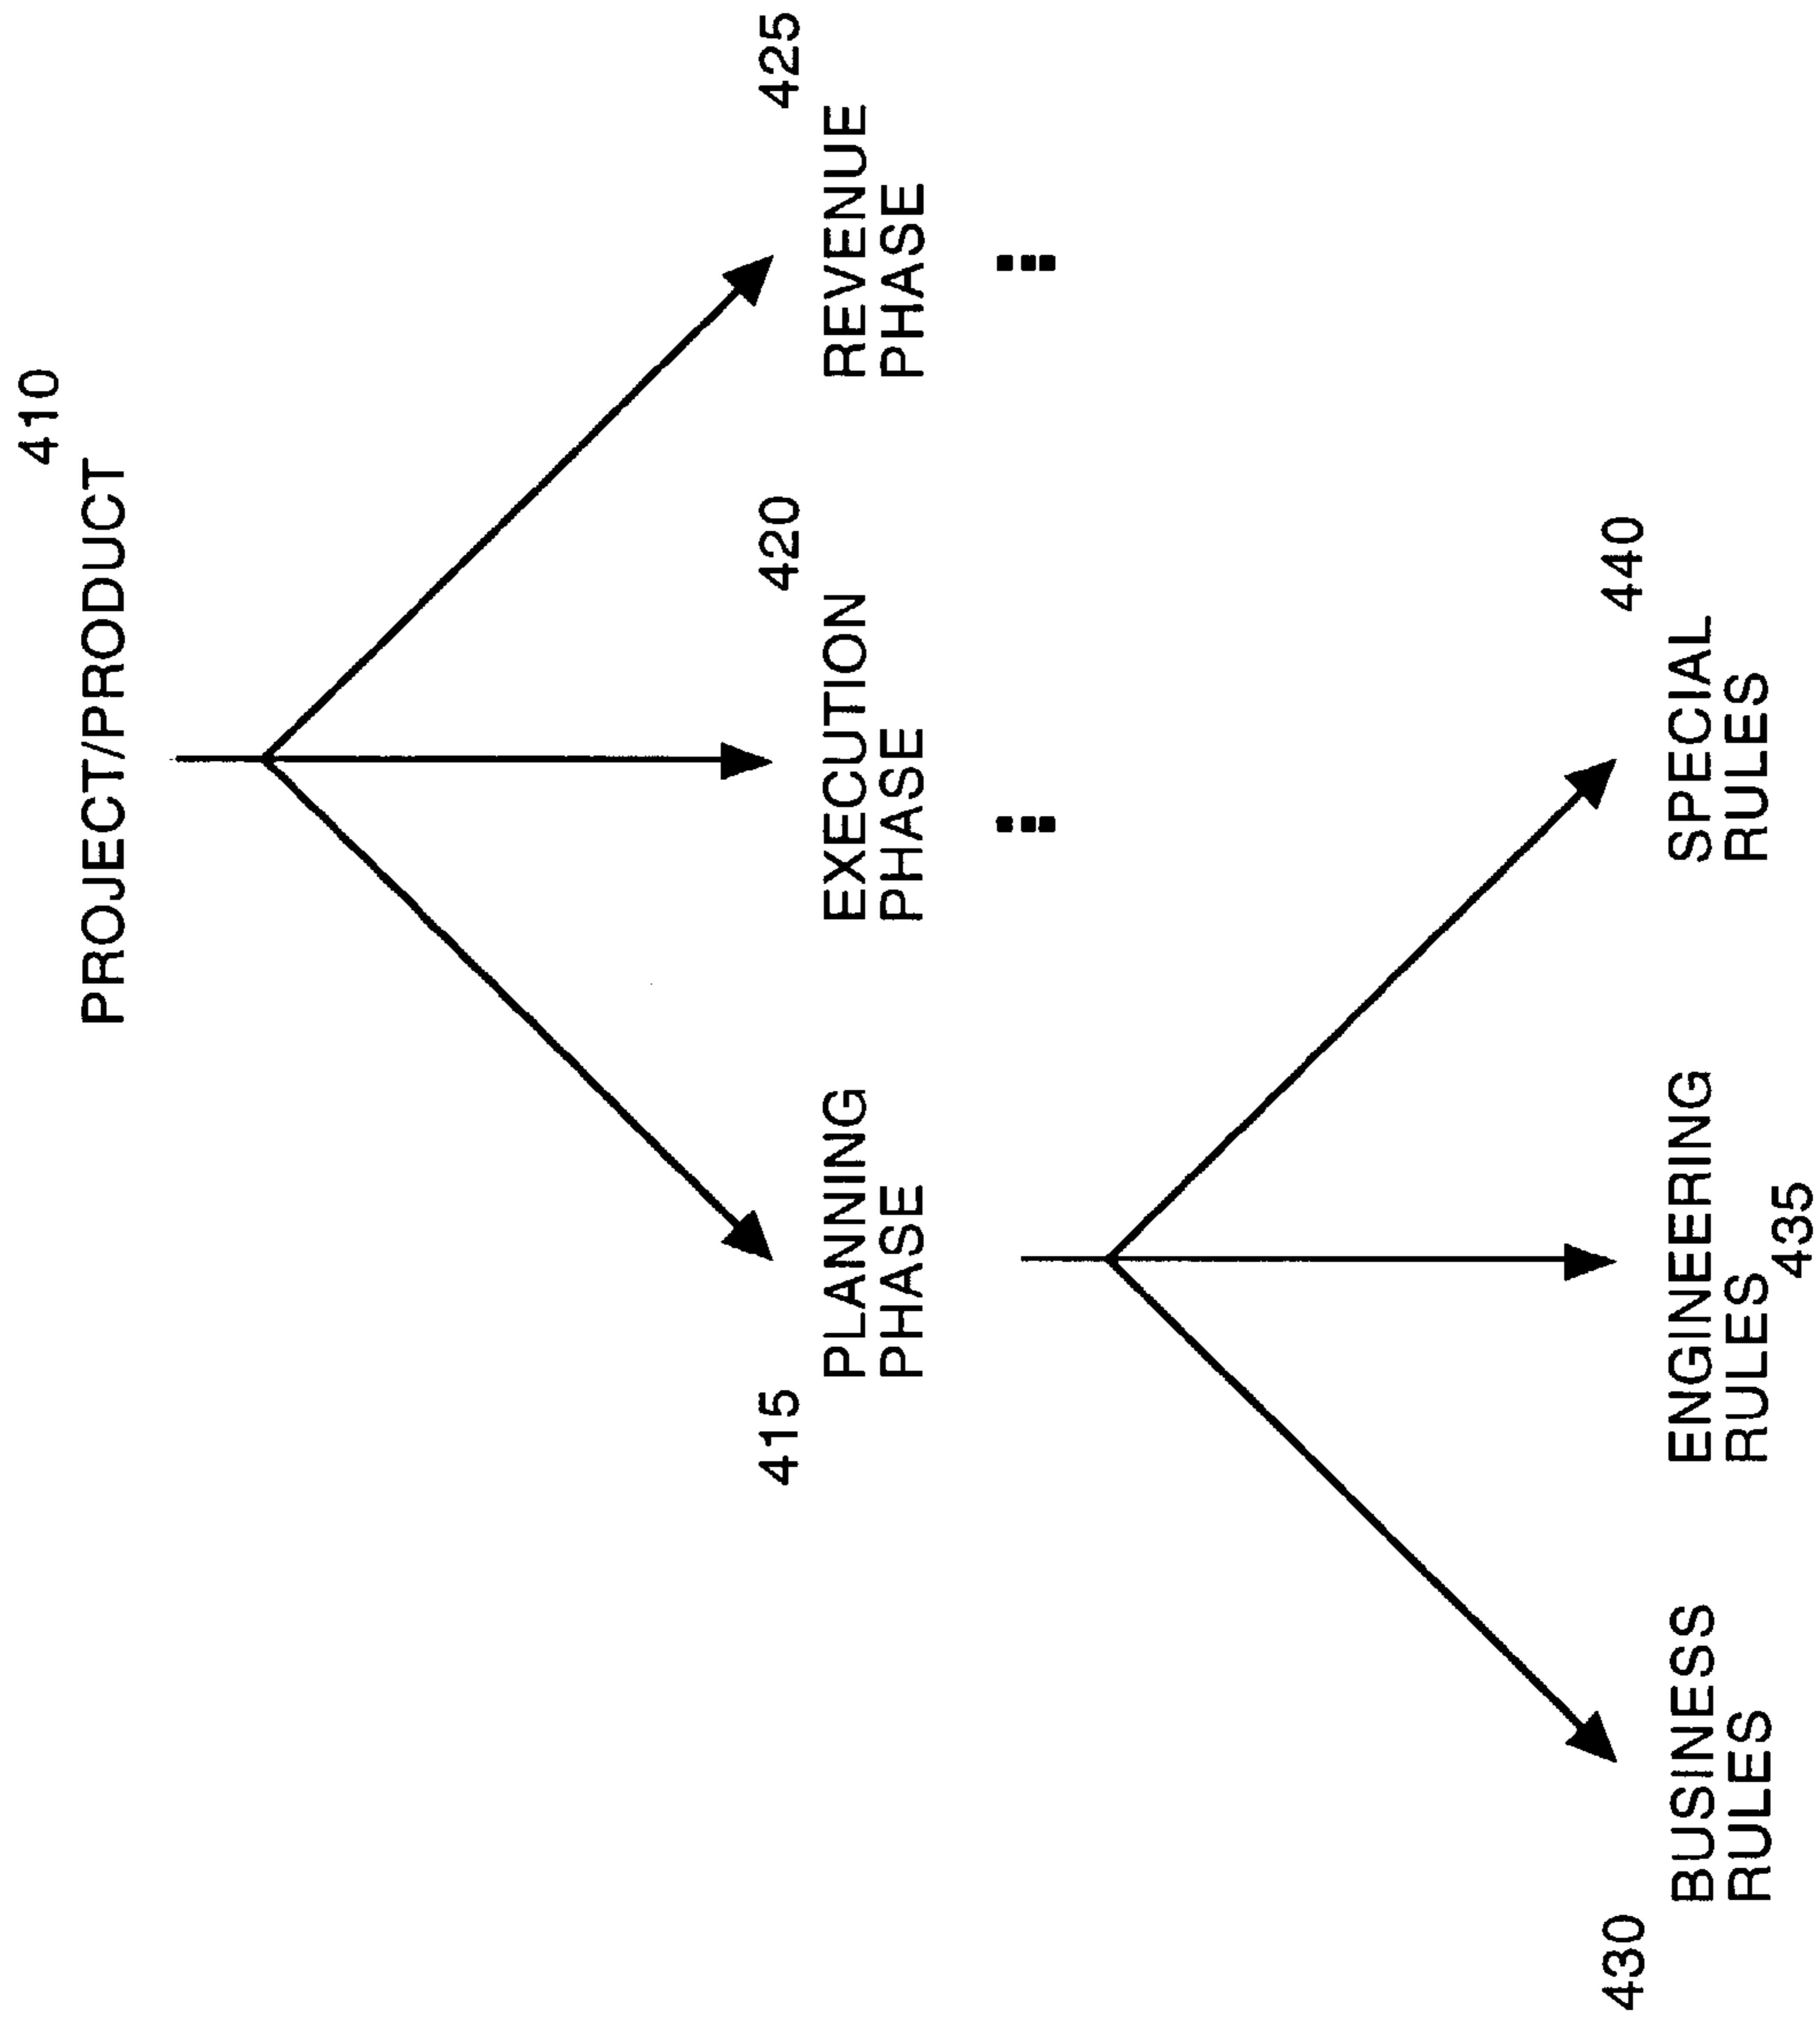 410
PROJECT/PRODUCT
415
420
425
PLANNING
PHASE
EXECUTION
PHASE
REVENUE
PHASE
430
440
BUSINESS
RULES
ENGINEERING
RULES
435
SPECIAL
RULES